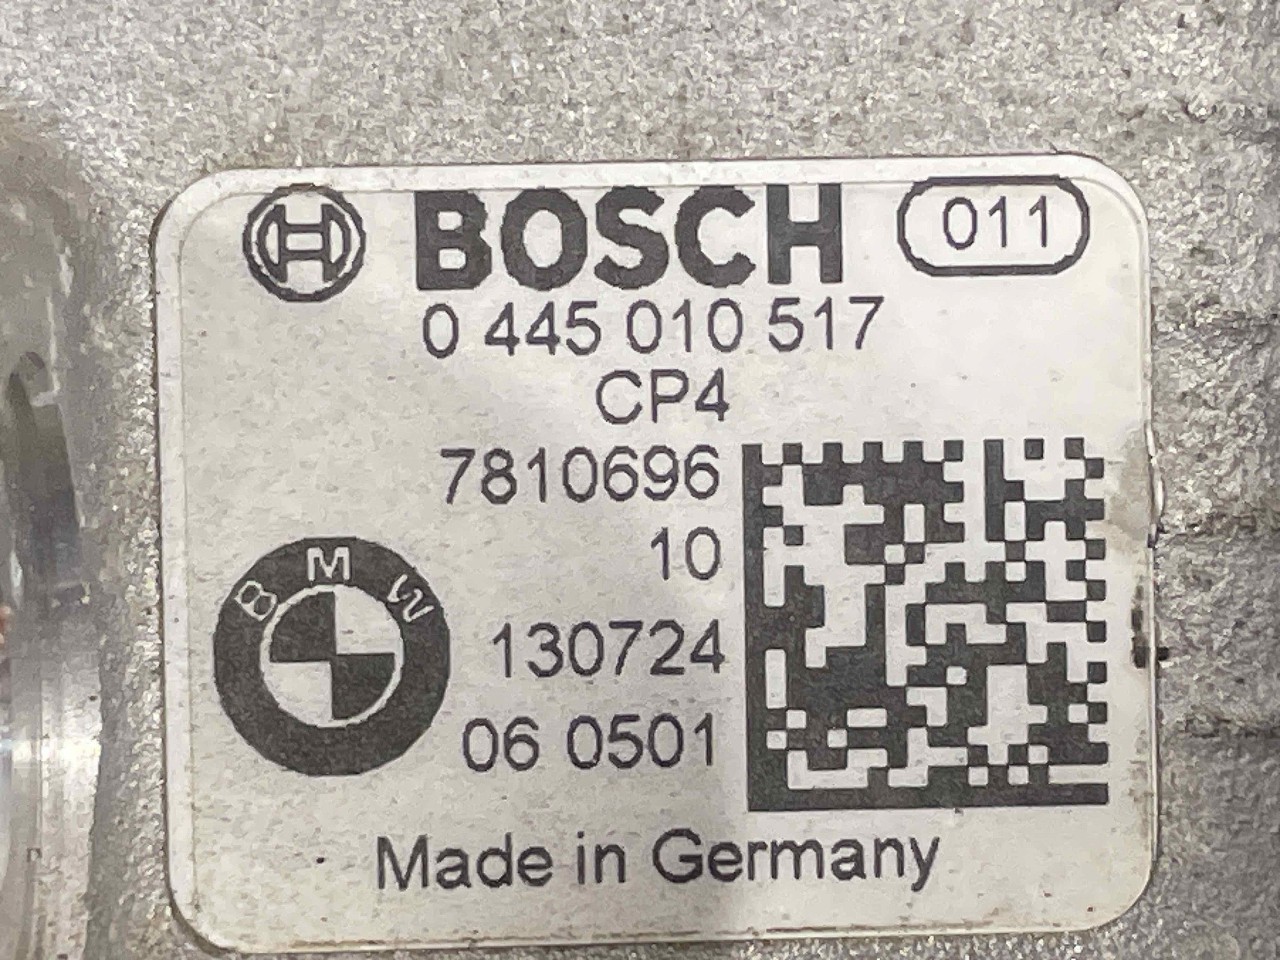 BOSCH 011
0 445 010 517
CP4
7810696
10
BMW
130724
06 0501
Made in Germany